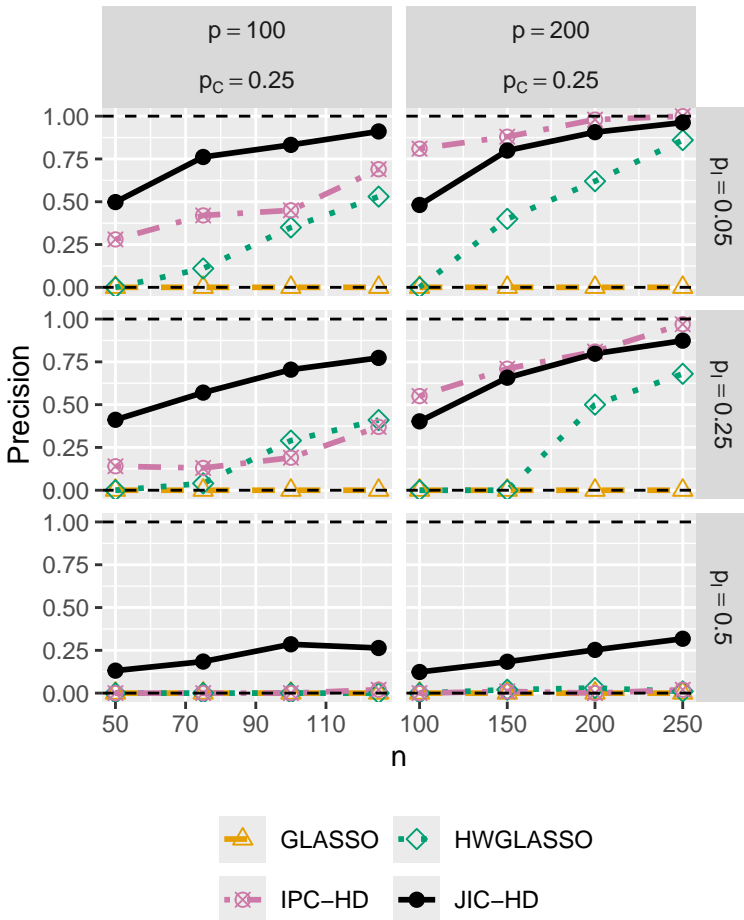 p = 100
p = 200
p_C = 0.25
p_C = 0.25
1.00
0.75
0.50
0.25
0.00
p_I = 0.05
1.00
0.75
0.50
0.25
0.00
p_I = 0.25
1.00
0.75
0.50
0.25
0.00
p_I = 0.5
Precision
50 70 90 110
100 150 200 250
n
GLASSO
HWGLASSO
IPC−HD
JIC−HD